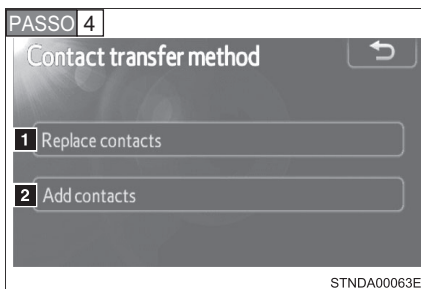 PASSO 4
Contact transfer method
1 Replace contacts
2 Add contacts
STNDA00063E